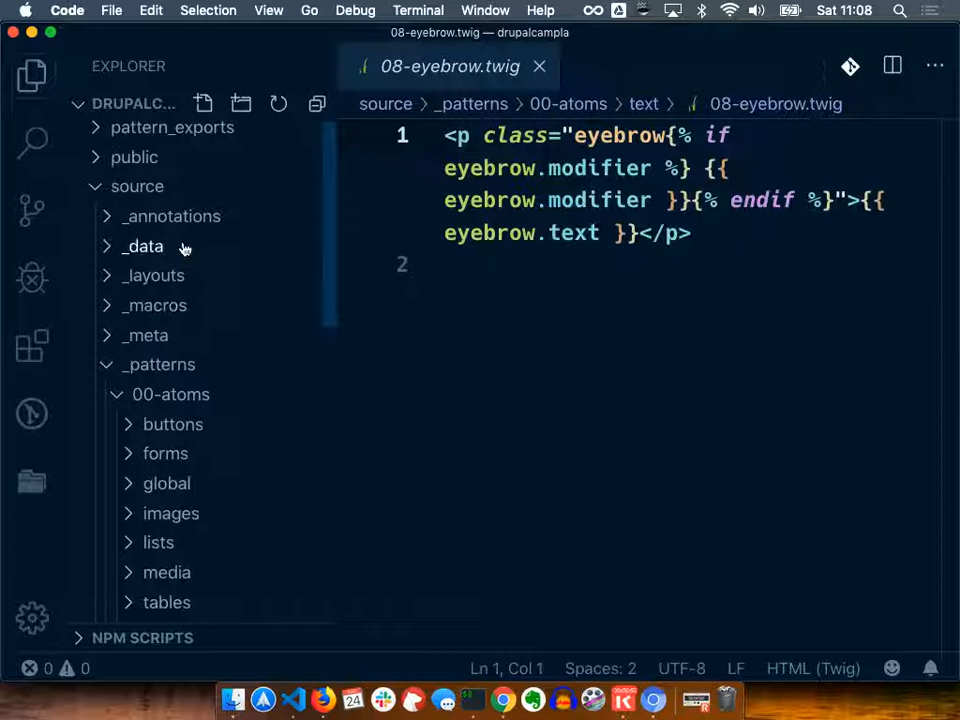 Code File Edit Selection View Go Debug Terminal Window Help Sat 11:08
08-eyebrow.twig — drupalcampla
EXPLORER
08-eyebrow.twig
DRUPALC...
source _patterns 00-atoms text 08-eyebrow.twig
pattern_exports
public
source
_annotations
_data
_layouts
_macros
_meta
_patterns
00-atoms
buttons
forms
global
images
lists
media
tables
1 <p class="eyebrow{% if
eyebrow.modifier %} {{
eyebrow.modifier }}{% endif %}">{{
eyebrow.text }}</p>
2
NPM SCRIPTS
0 0 Ln 1, Col 1 Spaces: 2 UTF-8 LF HTML (Twig)
24